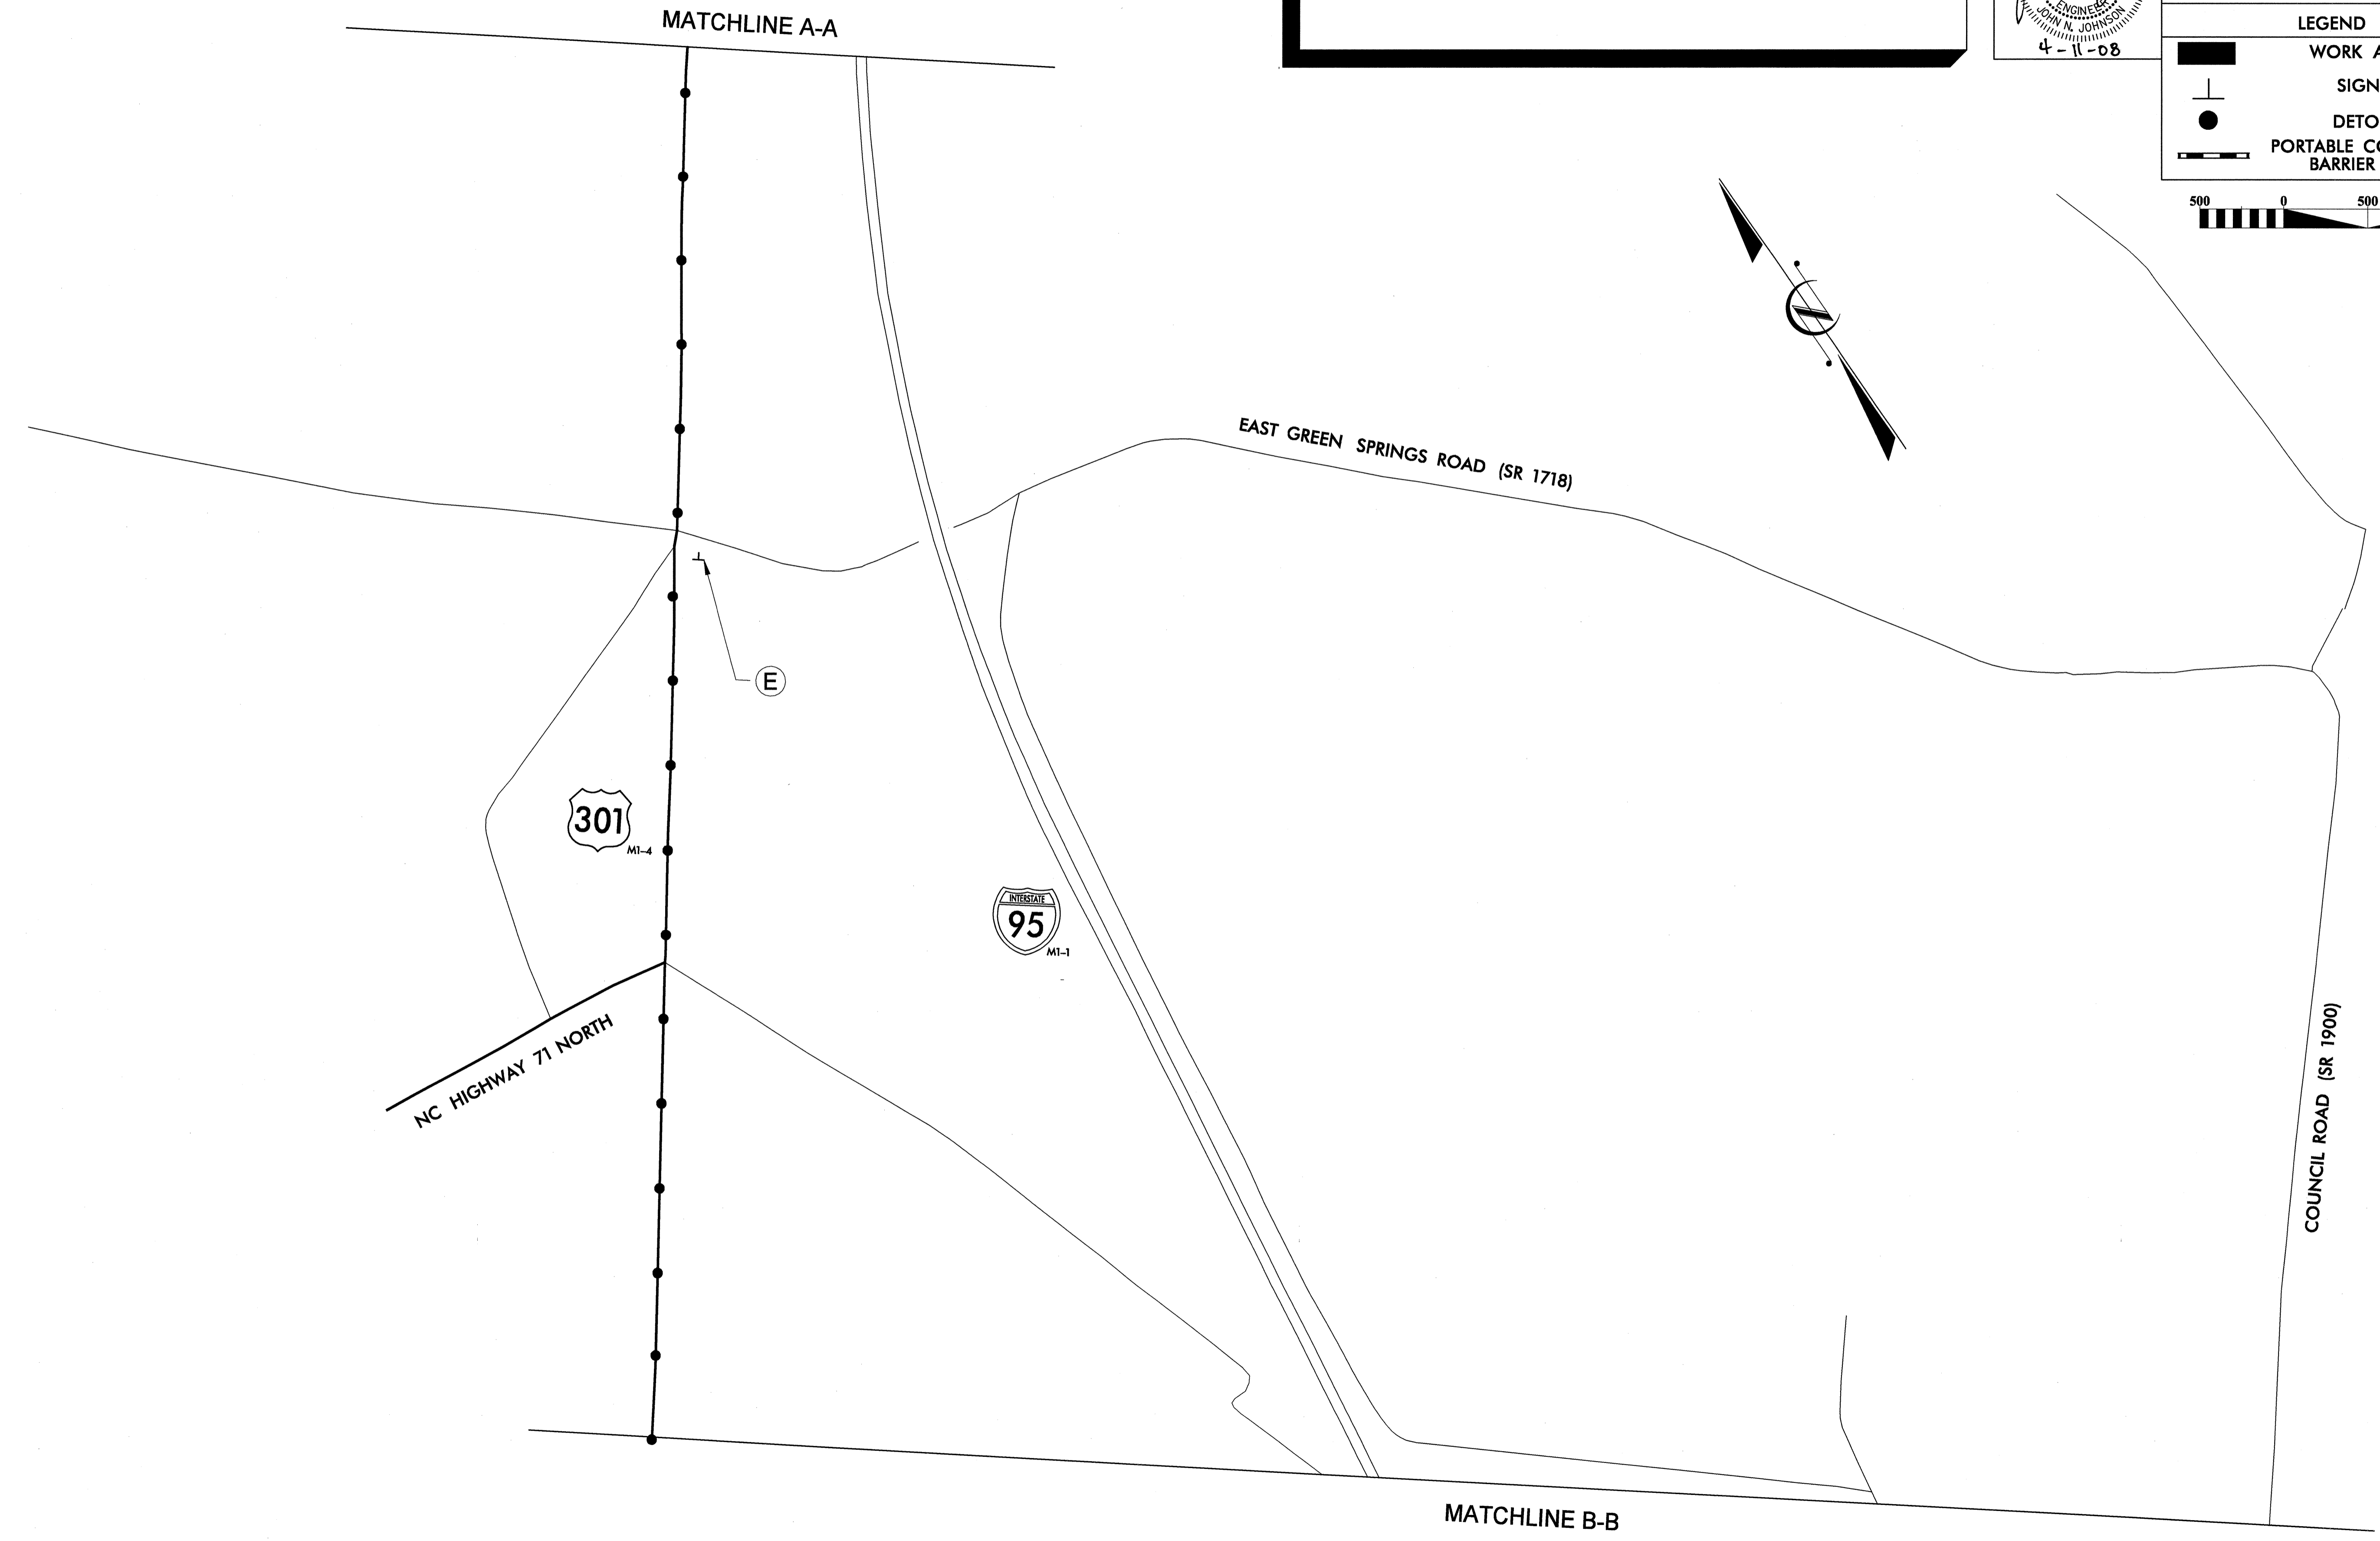 MATCHLINE A-A
ENGINEER
JOHN N. JOHNSON
4-11-08
LEGEND
WORK
SIGN
PORTABLE
BARRIER
500 0 500
EAST GREEN SPRINGS ROAD (SR 1718)
E
301
M1-4
INTERSTATE
95
M1-1
NC HIGHWAY 71 NORTH
COUNCIL ROAD (SR 1900)
MATCHLINE B-B